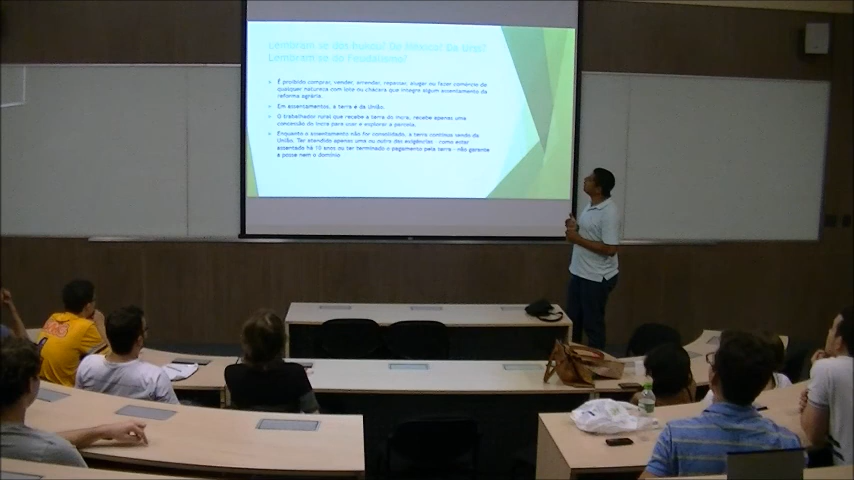 Lembram se dos Hunos? Do Incaica? Da
Lembram se do Feudalismo?
É proibido comprar, vender, arrendar, repassar, alugar ou fazer comércio de
qualquer natureza com lote ou chácara que integre algum assentamento da
reforma agrária.
Em assentamentos, a terra é da União.
O trabalhador rural que recebe a terra do Incra, recebe apenas uma
concessão do Incra para usar e explorar a parcela.
Enquanto o assentamento não for consolidado, a terra continua sendo da
União. Ter atendido apenas uma ou outra das exigências - como estar
assentado há 10 anos ou ter terminado o pagamento pela terra - não garante
a posse nem o domínio